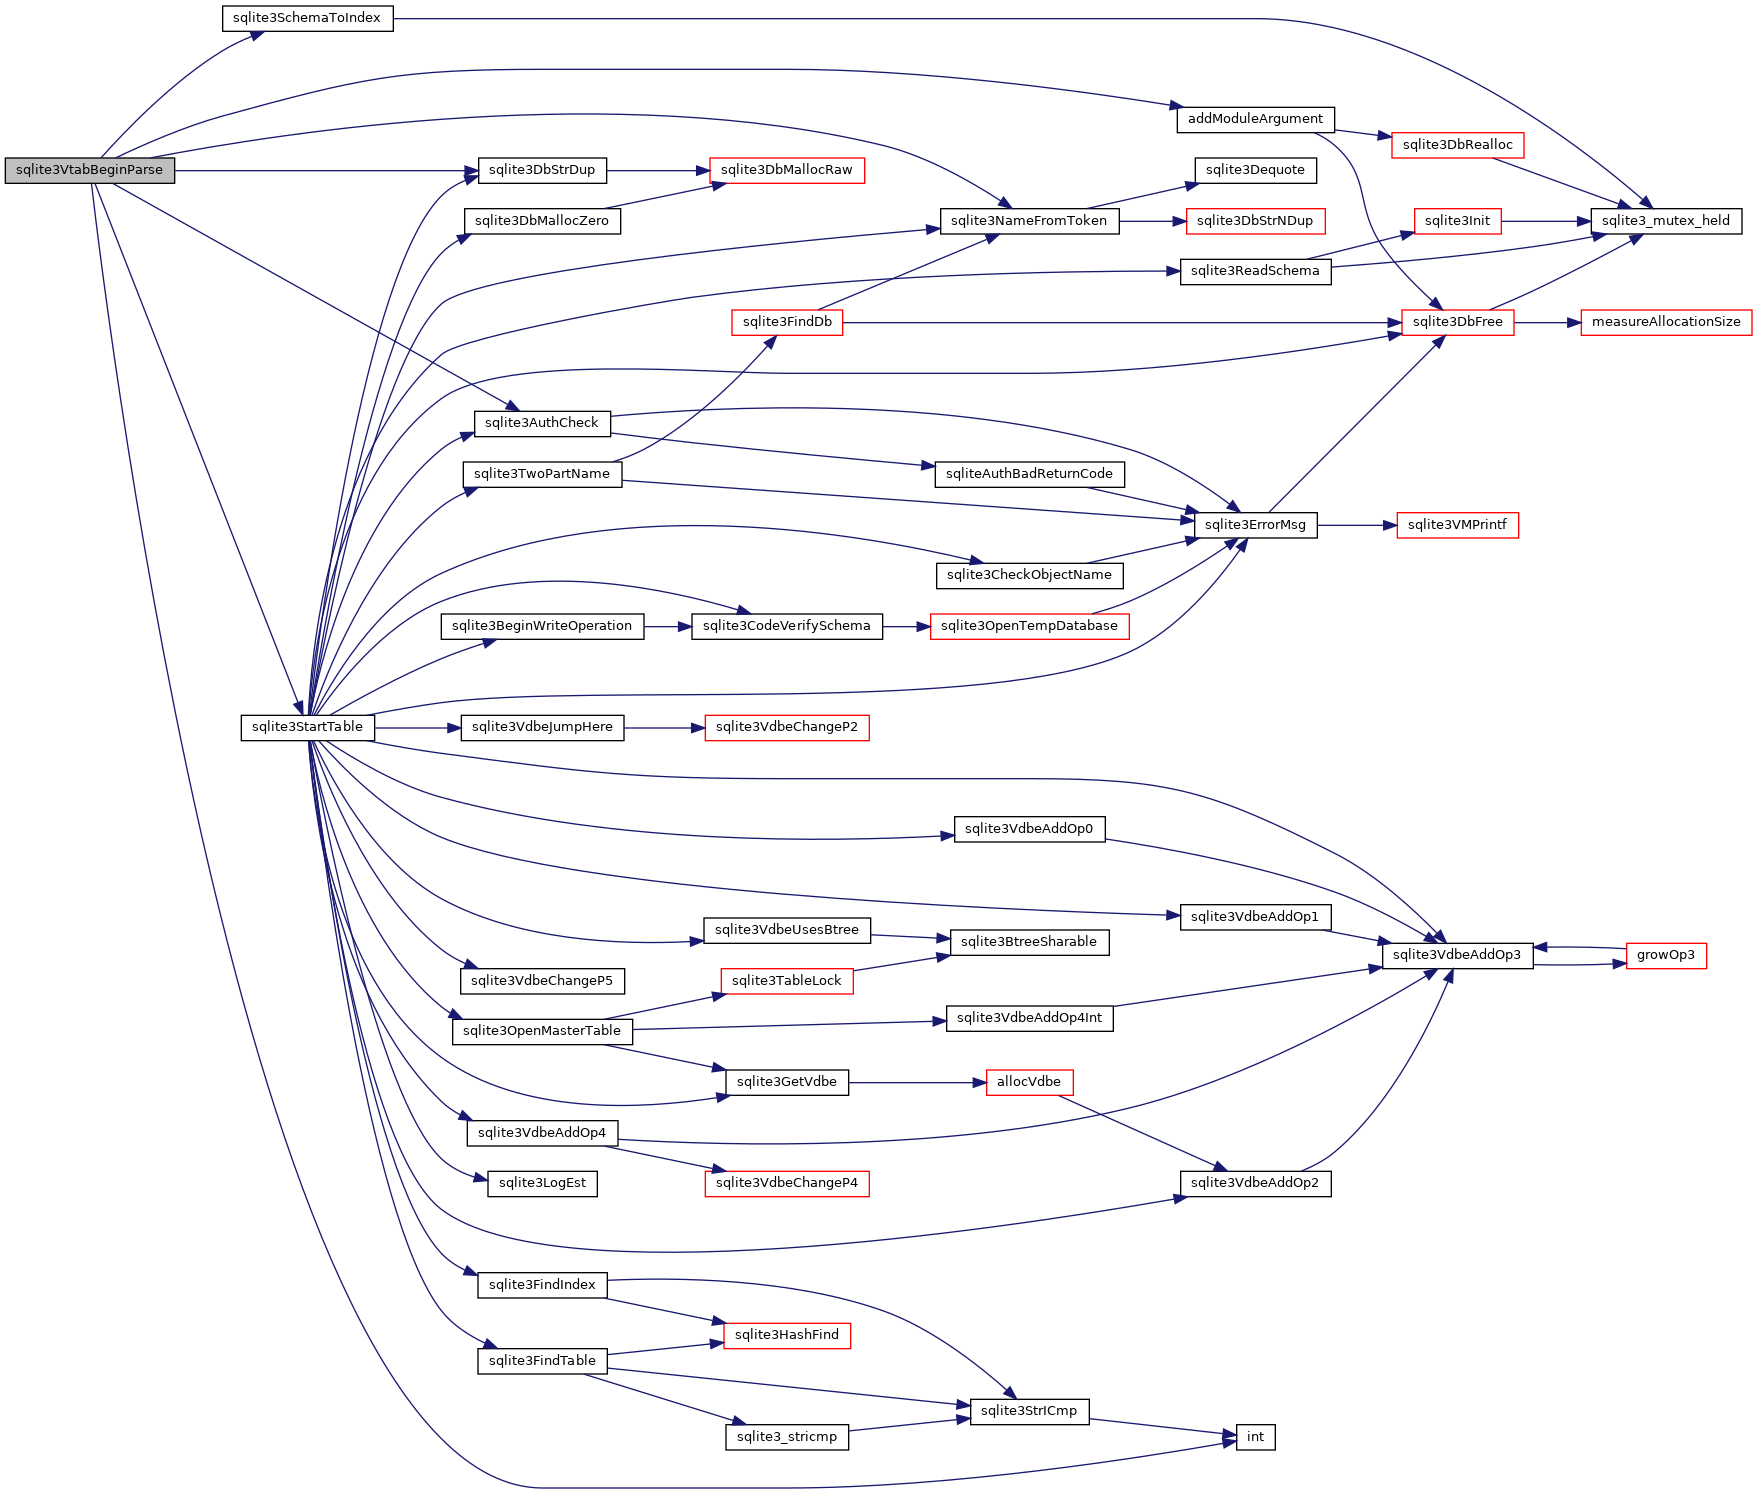 sqlite3SchemaToIndex
addModuleArgument
sqlite3DbRealloc
sqlite3VtabBeginParse
sqlite3DbStrDup
sqlite3DbMallocRaw
sqlite3Dequote
sqlite3DbMallocZero
sqlite3NameFromToken
sqlite3DbStrNDup
sqlite3Init
sqlite3_mutex_held
sqlite3ReadSchema
sqlite3FindDb
sqlite3DbFree
measureAllocationSize
sqlite3AuthCheck
sqlite3TwoPartName
sqliteAuthBadReturnCode
sqlite3ErrorMsg
sqlite3VMPrintf
sqlite3CheckObjectName
sqlite3BeginWriteOperation
sqlite3CodeVerifySchema
sqlite3OpenTempDatabase
sqlite3StartTable
sqlite3VdbeJumpHere
sqlite3VdbeChangeP2
sqlite3VdbeAddOp0
sqlite3VdbeAddOp1
sqlite3VdbeUsesBtree
sqlite3BtreeSharable
sqlite3VdbeAddOp3
growOp3
sqlite3VdbeChangeP5
sqlite3TableLock
sqlite3OpenMasterTable
sqlite3VdbeAddOp4Int
sqlite3GetVdbe
allocVdbe
sqlite3VdbeAddOp4
sqlite3LogEst
sqlite3VdbeChangeP4
sqlite3VdbeAddOp2
sqlite3FindIndex
sqlite3HashFind
sqlite3FindTable
sqlite3StrICmp
sqlite3_stricmp
int